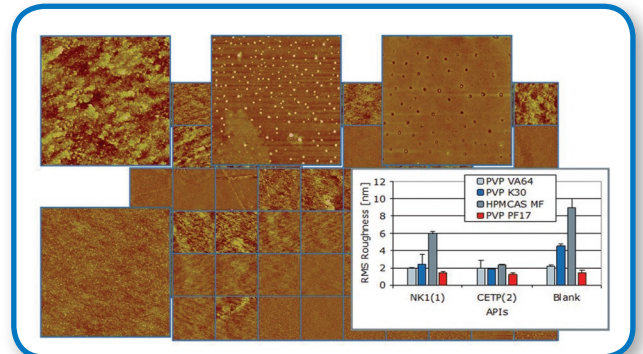 PVP VA64
PVP K30
HPMCAS MF
PVP PF17
RMS Roughness [nm]
12
10
8
6
4
2
0
NK1(1) CETP(2) Blank
APIs